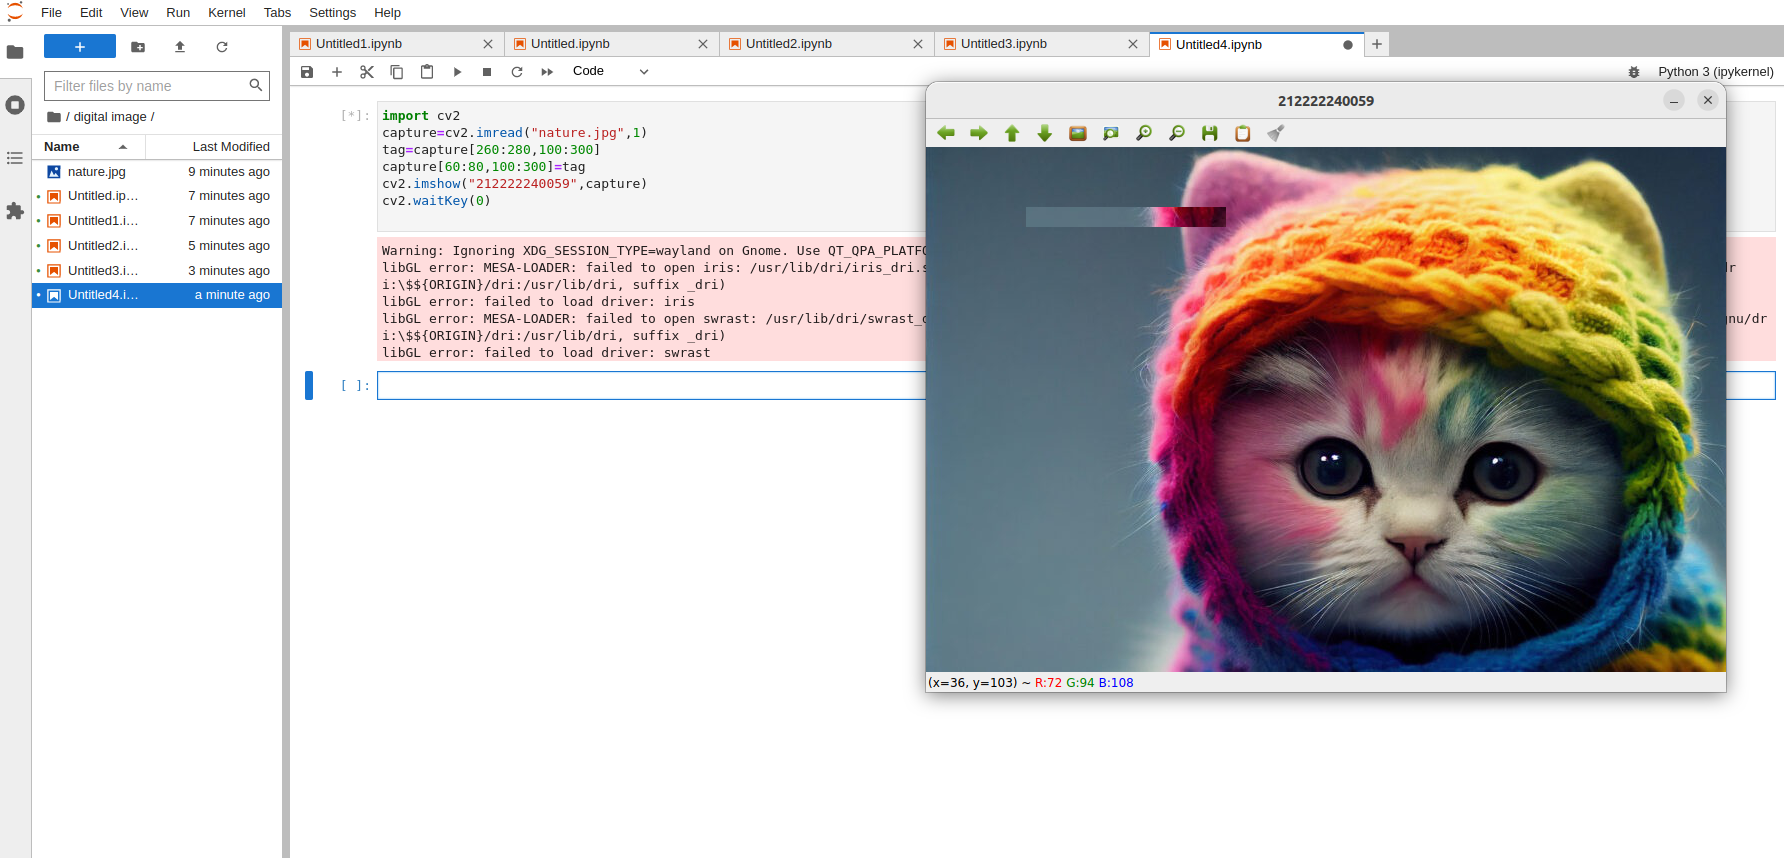 File Edit View Run Kernel Tabs Settings Help
Filter files by name
/ digital image /
Name Last Modified
nature.jpg 9 minutes ago
Untitled.ip… 7 minutes ago
Untitled1.i… 7 minutes ago
Untitled2.i… 5 minutes ago
Untitled3.i… 3 minutes ago
Untitled4.i… a minute ago
Untitled1.ipynb Untitled.ipynb Untitled2.ipynb Untitled3.ipynb Untitled4.ipynb
Code Python 3 (ipykernel)
[*]: import cv2
capture=cv2.imread("nature.jpg",1)
tag=capture[260:280,100:300]
capture[60:80,100:300]=tag
cv2.imshow("212222240059",capture)
cv2.waitKey(0)
Warning: Ignoring XDG_SESSION_TYPE=wayland on Gnome. Use QT_QPA_PLATFO
libGL error: MESA-LOADER: failed to open iris: /usr/lib/dri/iris_dri.s dr
i:\$${ORIGIN}/dri:/usr/lib/dri, suffix _dri)
libGL error: failed to load driver: iris
libGL error: MESA-LOADER: failed to open swrast: /usr/lib/dri/swrast_d gnu/dr
i:\$${ORIGIN}/dri:/usr/lib/dri, suffix _dri)
libGL error: failed to load driver: swrast
[ ]:
212222240059
(x=36, y=103) ~ R:72 G:94 B:108